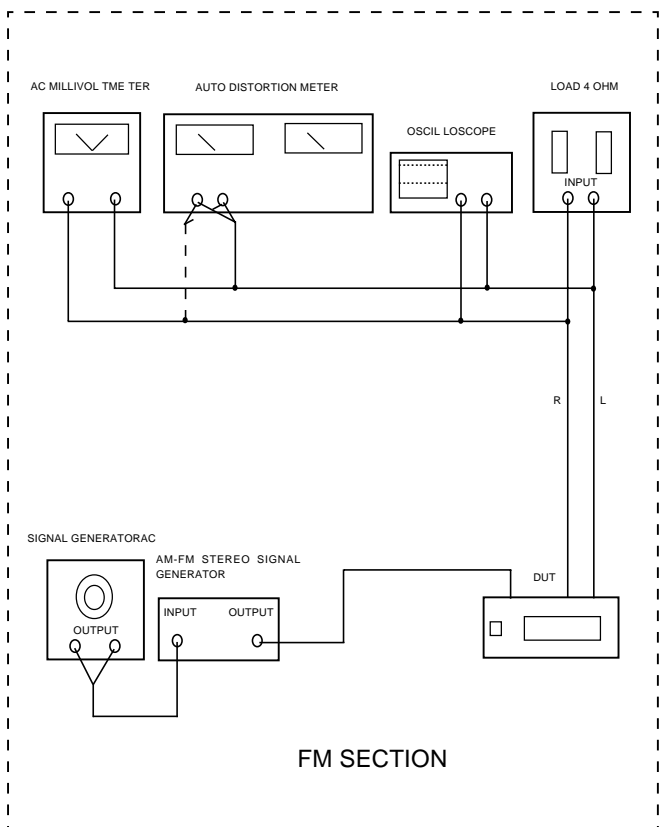 AC MILLIVOL TME TER
AUTO DISTORTION METER
LOAD 4 OHM
OSCIL LOSCOPE
INPUT
R
L
SIGNAL GENERATORAC
AM-FM STEREO SIGNAL
GENERATOR
DUT
INPUT
OUTPUT
OUTPUT
FM SECTION